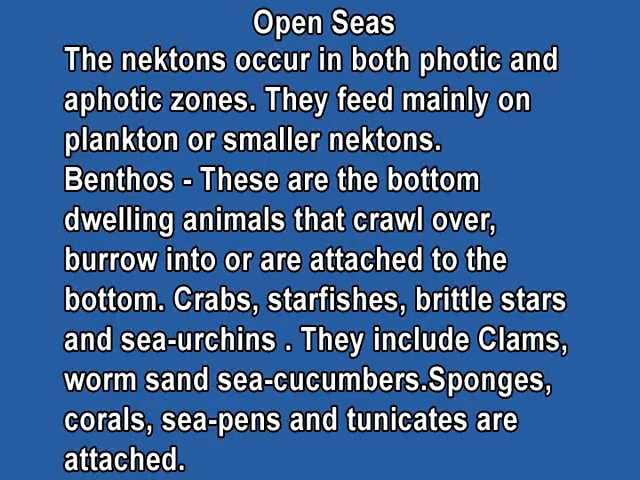 Open Seas
The nektons occur in both photic and
aphotic zones. They feed mainly on
plankton or smaller nektons.
Benthos - These are the bottom
dwelling animals that crawl over,
burrow into or are attached to the
bottom. Crabs, starfishes, brittle stars
and sea-urchins . They include Clams,
worm sand sea-cucumbers.Sponges,
corals, sea-pens and tunicates are
attached.